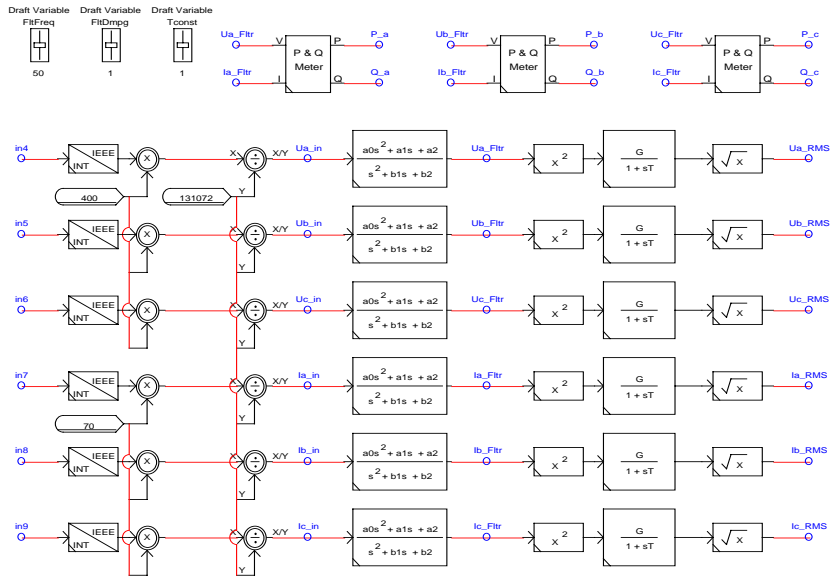 Draft Variable Draft Variable Draft Variable
FltFreq FltDmpg Tconst
50 1 1
Ua_Fltr V P & Q Meter P P_a
Ia_Fltr I Q Q_a
Ub_Fltr V P & Q Meter P P_b
Ib_Fltr I Q Q_b
Uc_Fltr V P & Q Meter P P_c
Ic_Fltr I Q Q_c
in4 IEEE INT X X ÷ X/Y Ua_in a0s² + a1s + a2 / s² + b1s + b2 Ua_Fltr X² G / 1 + sT √X Ua_RMS
400 131072 Y
in5 IEEE INT X X ÷ X/Y Ub_in a0s² + a1s + a2 / s² + b1s + b2 Ub_Fltr X² G / 1 + sT √X Ub_RMS
Y
in6 IEEE INT X X ÷ X/Y Uc_in a0s² + a1s + a2 / s² + b1s + b2 Uc_Fltr X² G / 1 + sT √X Uc_RMS
Y
in7 IEEE INT X X ÷ X/Y Ia_in a0s² + a1s + a2 / s² + b1s + b2 Ia_Fltr X² G / 1 + sT √X Ia_RMS
70 Y
in8 IEEE INT X X ÷ X/Y Ib_in a0s² + a1s + a2 / s² + b1s + b2 Ib_Fltr X² G / 1 + sT √X Ib_RMS
Y
in9 IEEE INT X X ÷ X/Y Ic_in a0s² + a1s + a2 / s² + b1s + b2 Ic_Fltr X² G / 1 + sT √X Ic_RMS
Y